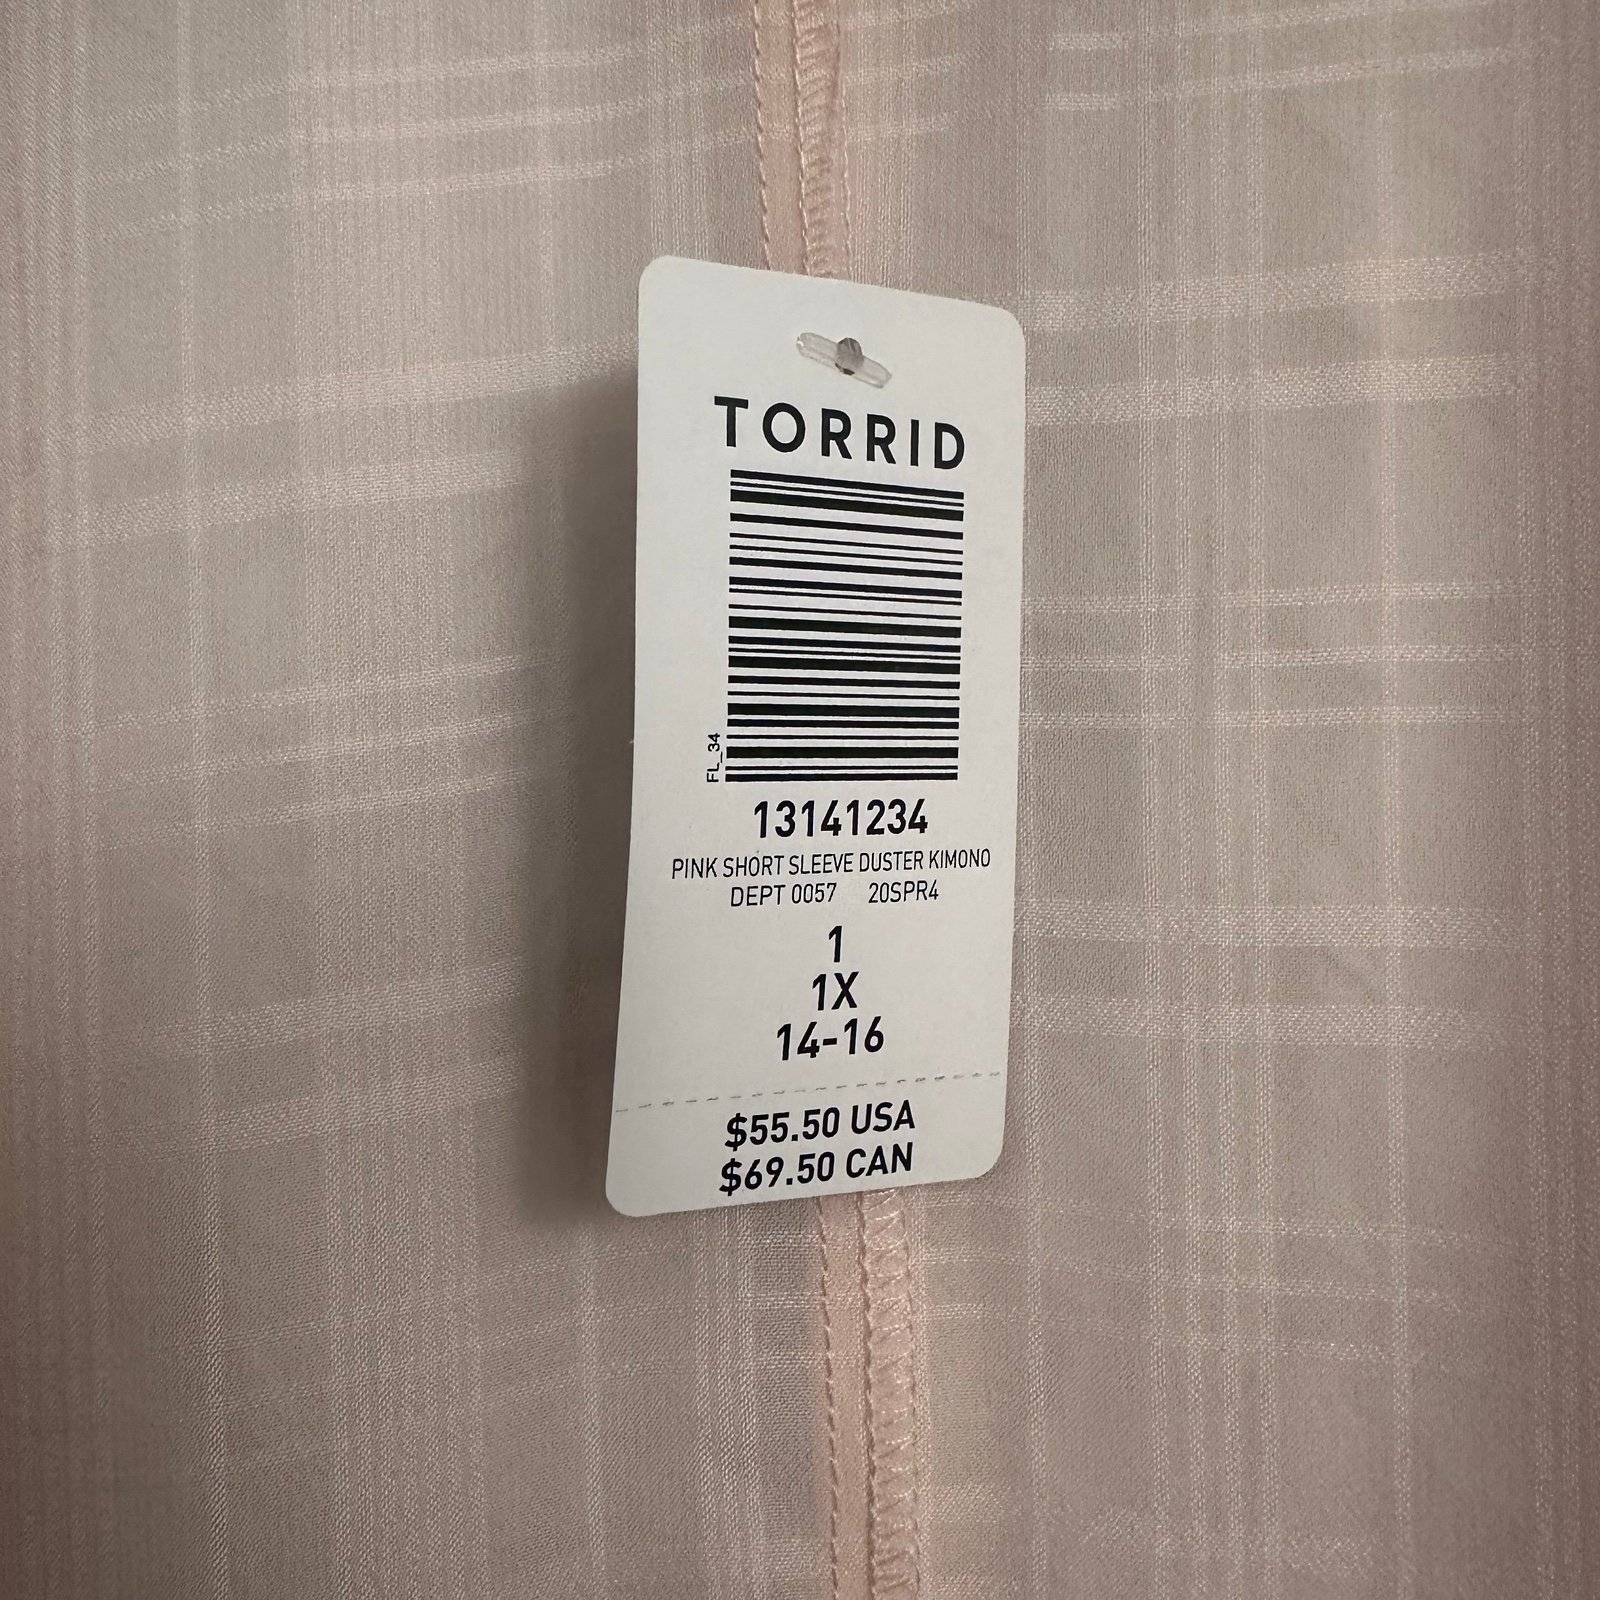 TORRID
FL_34
13141234
PINK SHORT SLEEVE DUSTER KIMONO
DEPT 0057 20SPR4
1
1X
14-16
$55.50 USA
$69.50 CAN